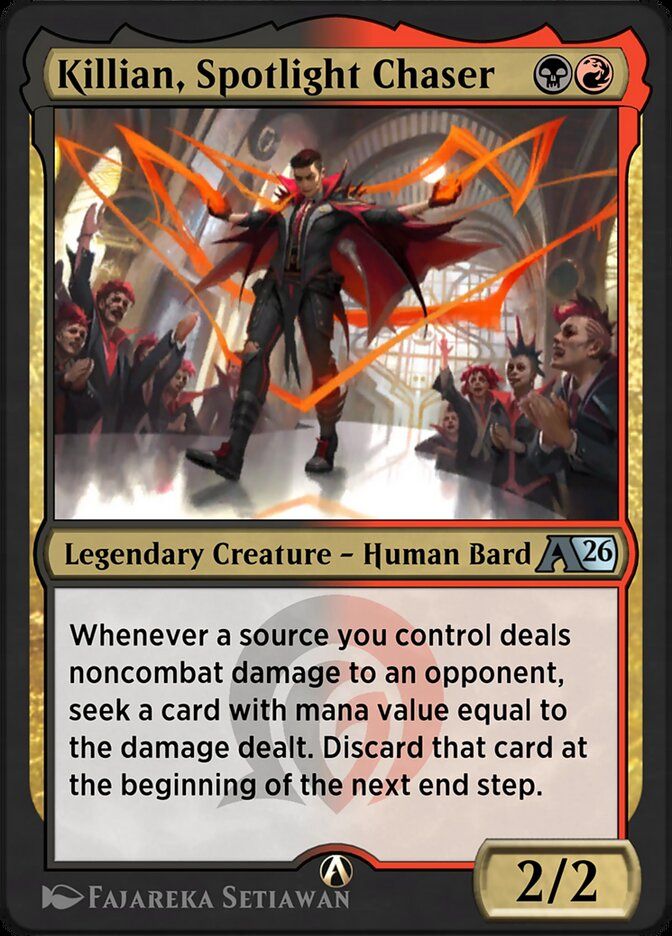 Killian, Spotlight Chaser
Legendary Creature – Human Bard
A26
Whenever a source you control deals
noncombat damage to an opponent,
seek a card with mana value equal to
the damage dealt. Discard that card at
the beginning of the next end step.
2/2
Fajareka Setiawan